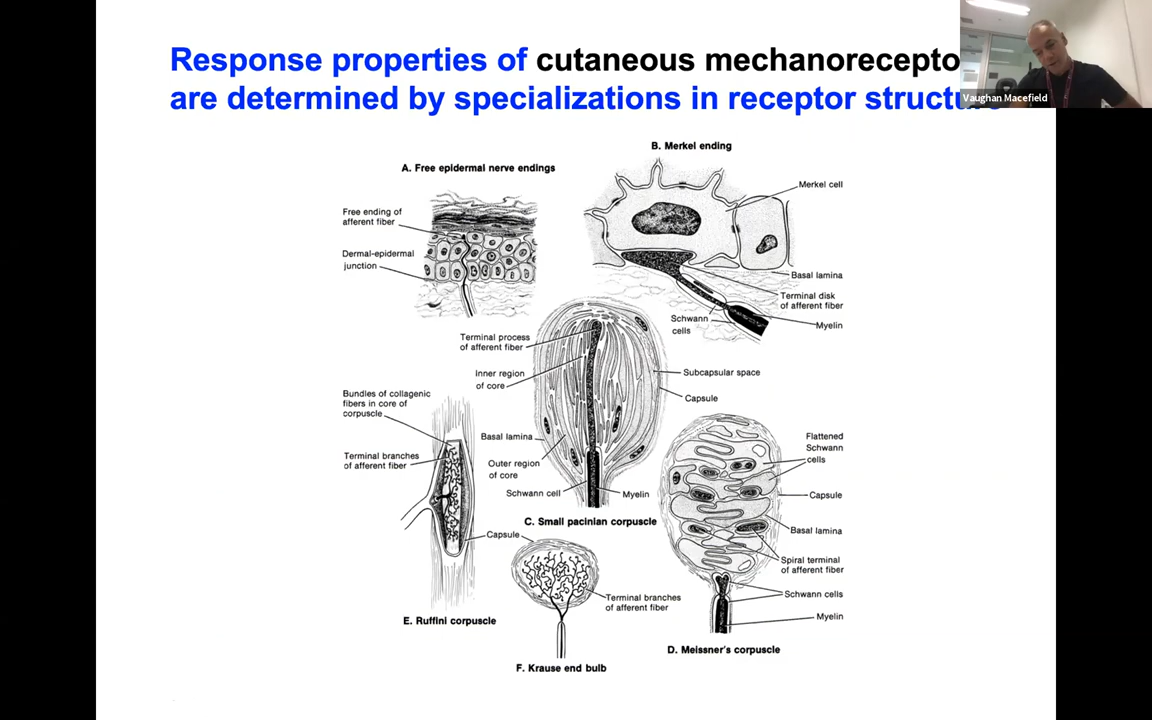 Response properties of cutaneous mechanorecepto
are determined by specializations in receptor struct
Vaughan Macefield
B. Merkel ending
A. Free epidermal nerve endings
Merkel cell
Free ending of
afferent fiber
Dermal-epidermal
junction
Basal lamina
Terminal disk
of afferent fiber
Schwann
cells
Myelin
Terminal process
of afferent fiber
Inner region
of core
Subcapsular space
Capsule
Bundles of collagenic
fibers in core of
corpuscle
Terminal branches
of afferent fiber
Basal lamina
Outer region
of core
Schwann cell
Myelin
C. Small pacinian corpuscle
Flattened
Schwann
cells
Capsule
Basal lamina
Spiral terminal
of afferent fiber
Schwann cells
Myelin
D. Meissner's corpuscle
Capsule
E. Ruffini corpuscle
Terminal branches
of afferent fiber
F. Krause end bulb